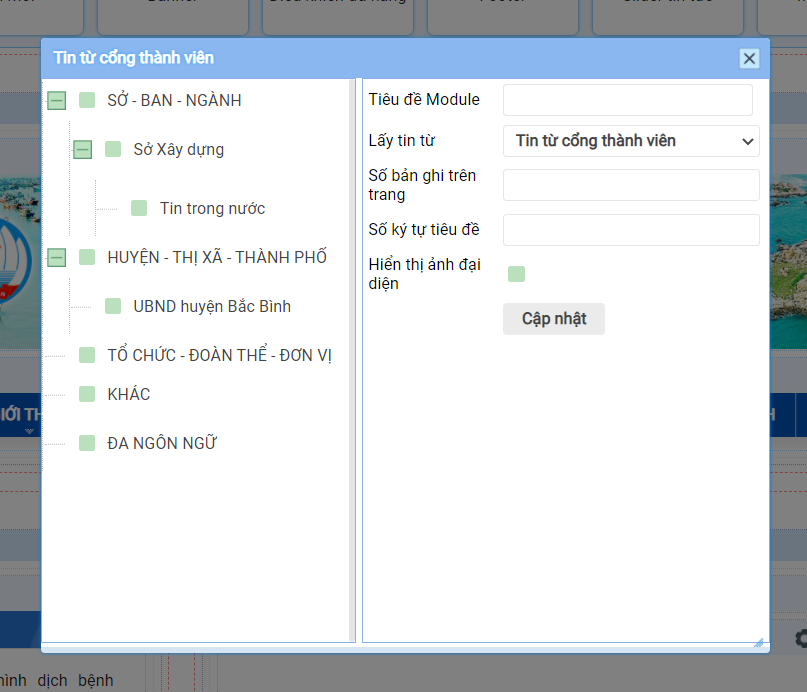 Banner
Footer
Tin từ cổng thành viên
SỞ - BAN - NGÀNH
Sở Xây dựng
Tin trong nước
HUYỆN - THỊ XÃ - THÀNH PHỐ
UBND huyện Bắc Bình
TỔ CHỨC - ĐOÀN THỂ - ĐƠN VỊ
KHÁC
ĐA NGÔN NGỮ
Tiêu đề Module
Lấy tin từ
Tin từ cổng thành viên
Số bản ghi trên
trang
Số ký tự tiêu đề
Hiển thị ảnh đại
diện
Cập nhật
dịch bệnh